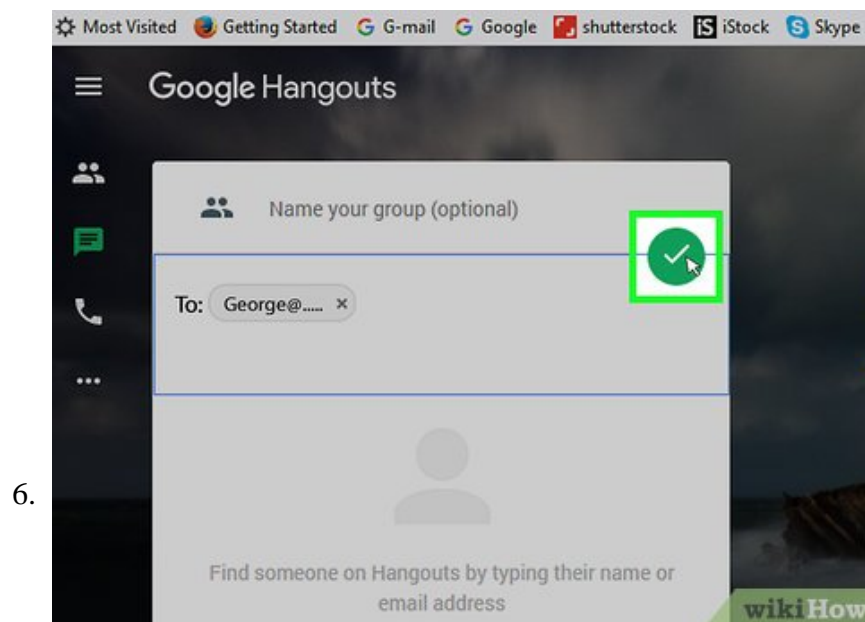 Most Visited Getting Started G-mail Google shutterstock iS iStock S Skype
Google Hangouts
Name your group (optional)
To: George@..... ×
6.
Find someone on Hangouts by typing their name or
email address
wikiHow